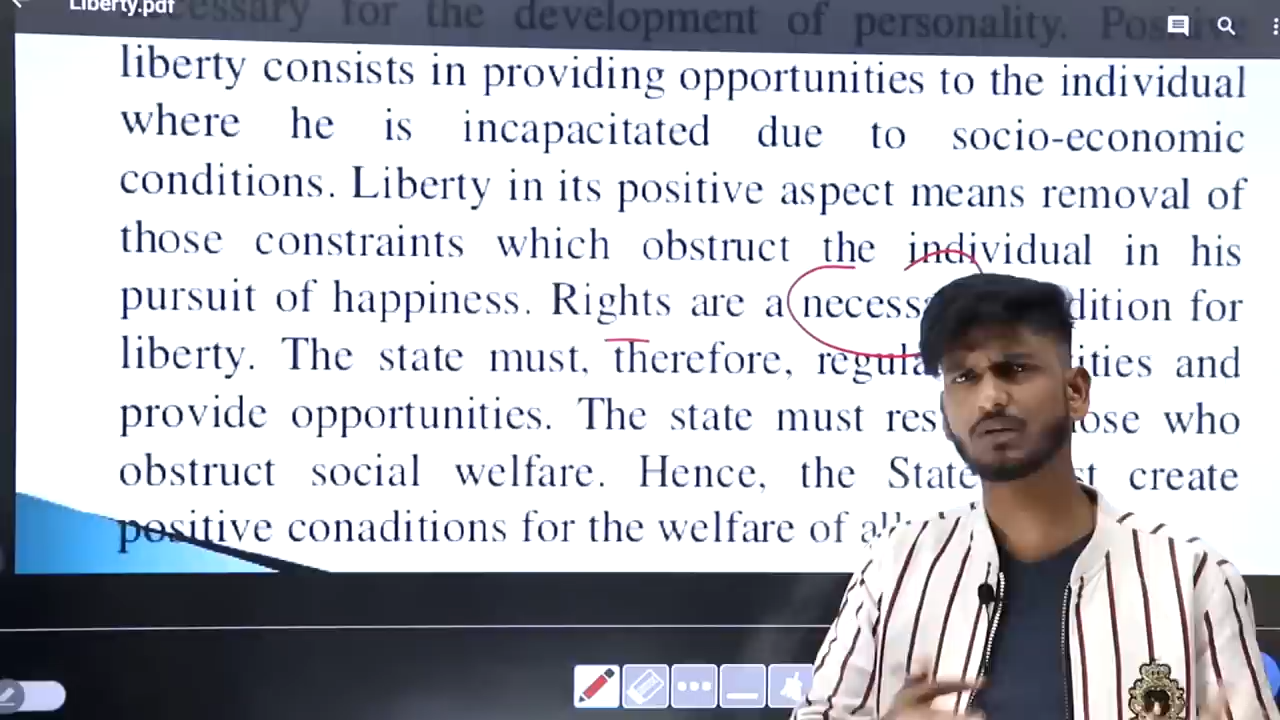 Liberty.pdf
necessary for the development of personality. Positive
liberty consists in providing opportunities to the individual
where he is incapacitated due to socio-economic
conditions. Liberty in its positive aspect means removal of
those constraints which obstruct the individual in his
pursuit of happiness. Rights are a necess dition for
liberty. The state must, therefore, regula ities and
provide opportunities. The state must res ose who
obstruct social welfare. Hence, the State st create
positive conaditions for the welfare of all